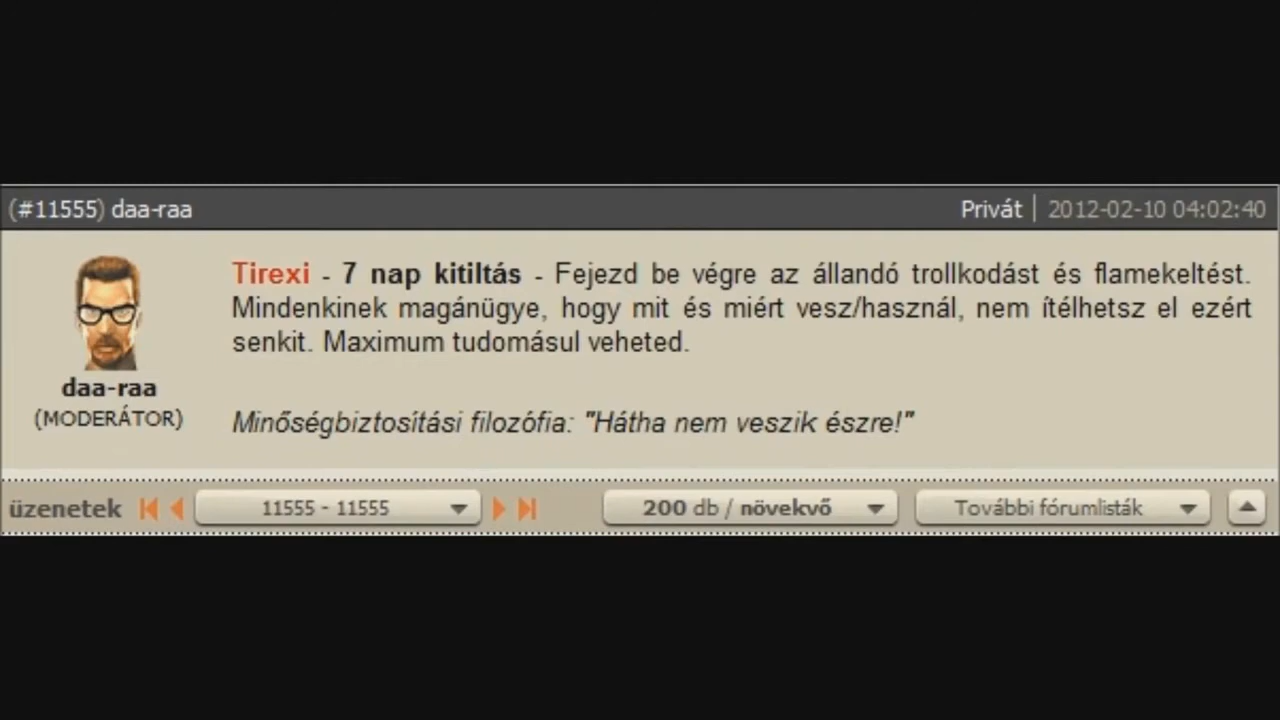 (#11555) daa-raa
Privát | 2012-02-10 04:02:40
Tirexi - 7 nap kitiltás - Fejezd be végre az állandó trollkodást és flamekeltést.
Mindenkinek magánügye, hogy mit és miért vesz/használ, nem ítélhetsz el ezért
senkit. Maximum tudomásul veheted.
daa-raa
(MODERÁTOR)
Minőségbiztosítási filozófia: "Hátha nem veszik észre!"
üzenetek 11555 - 11555 200 db / növekvő További fórumlisták